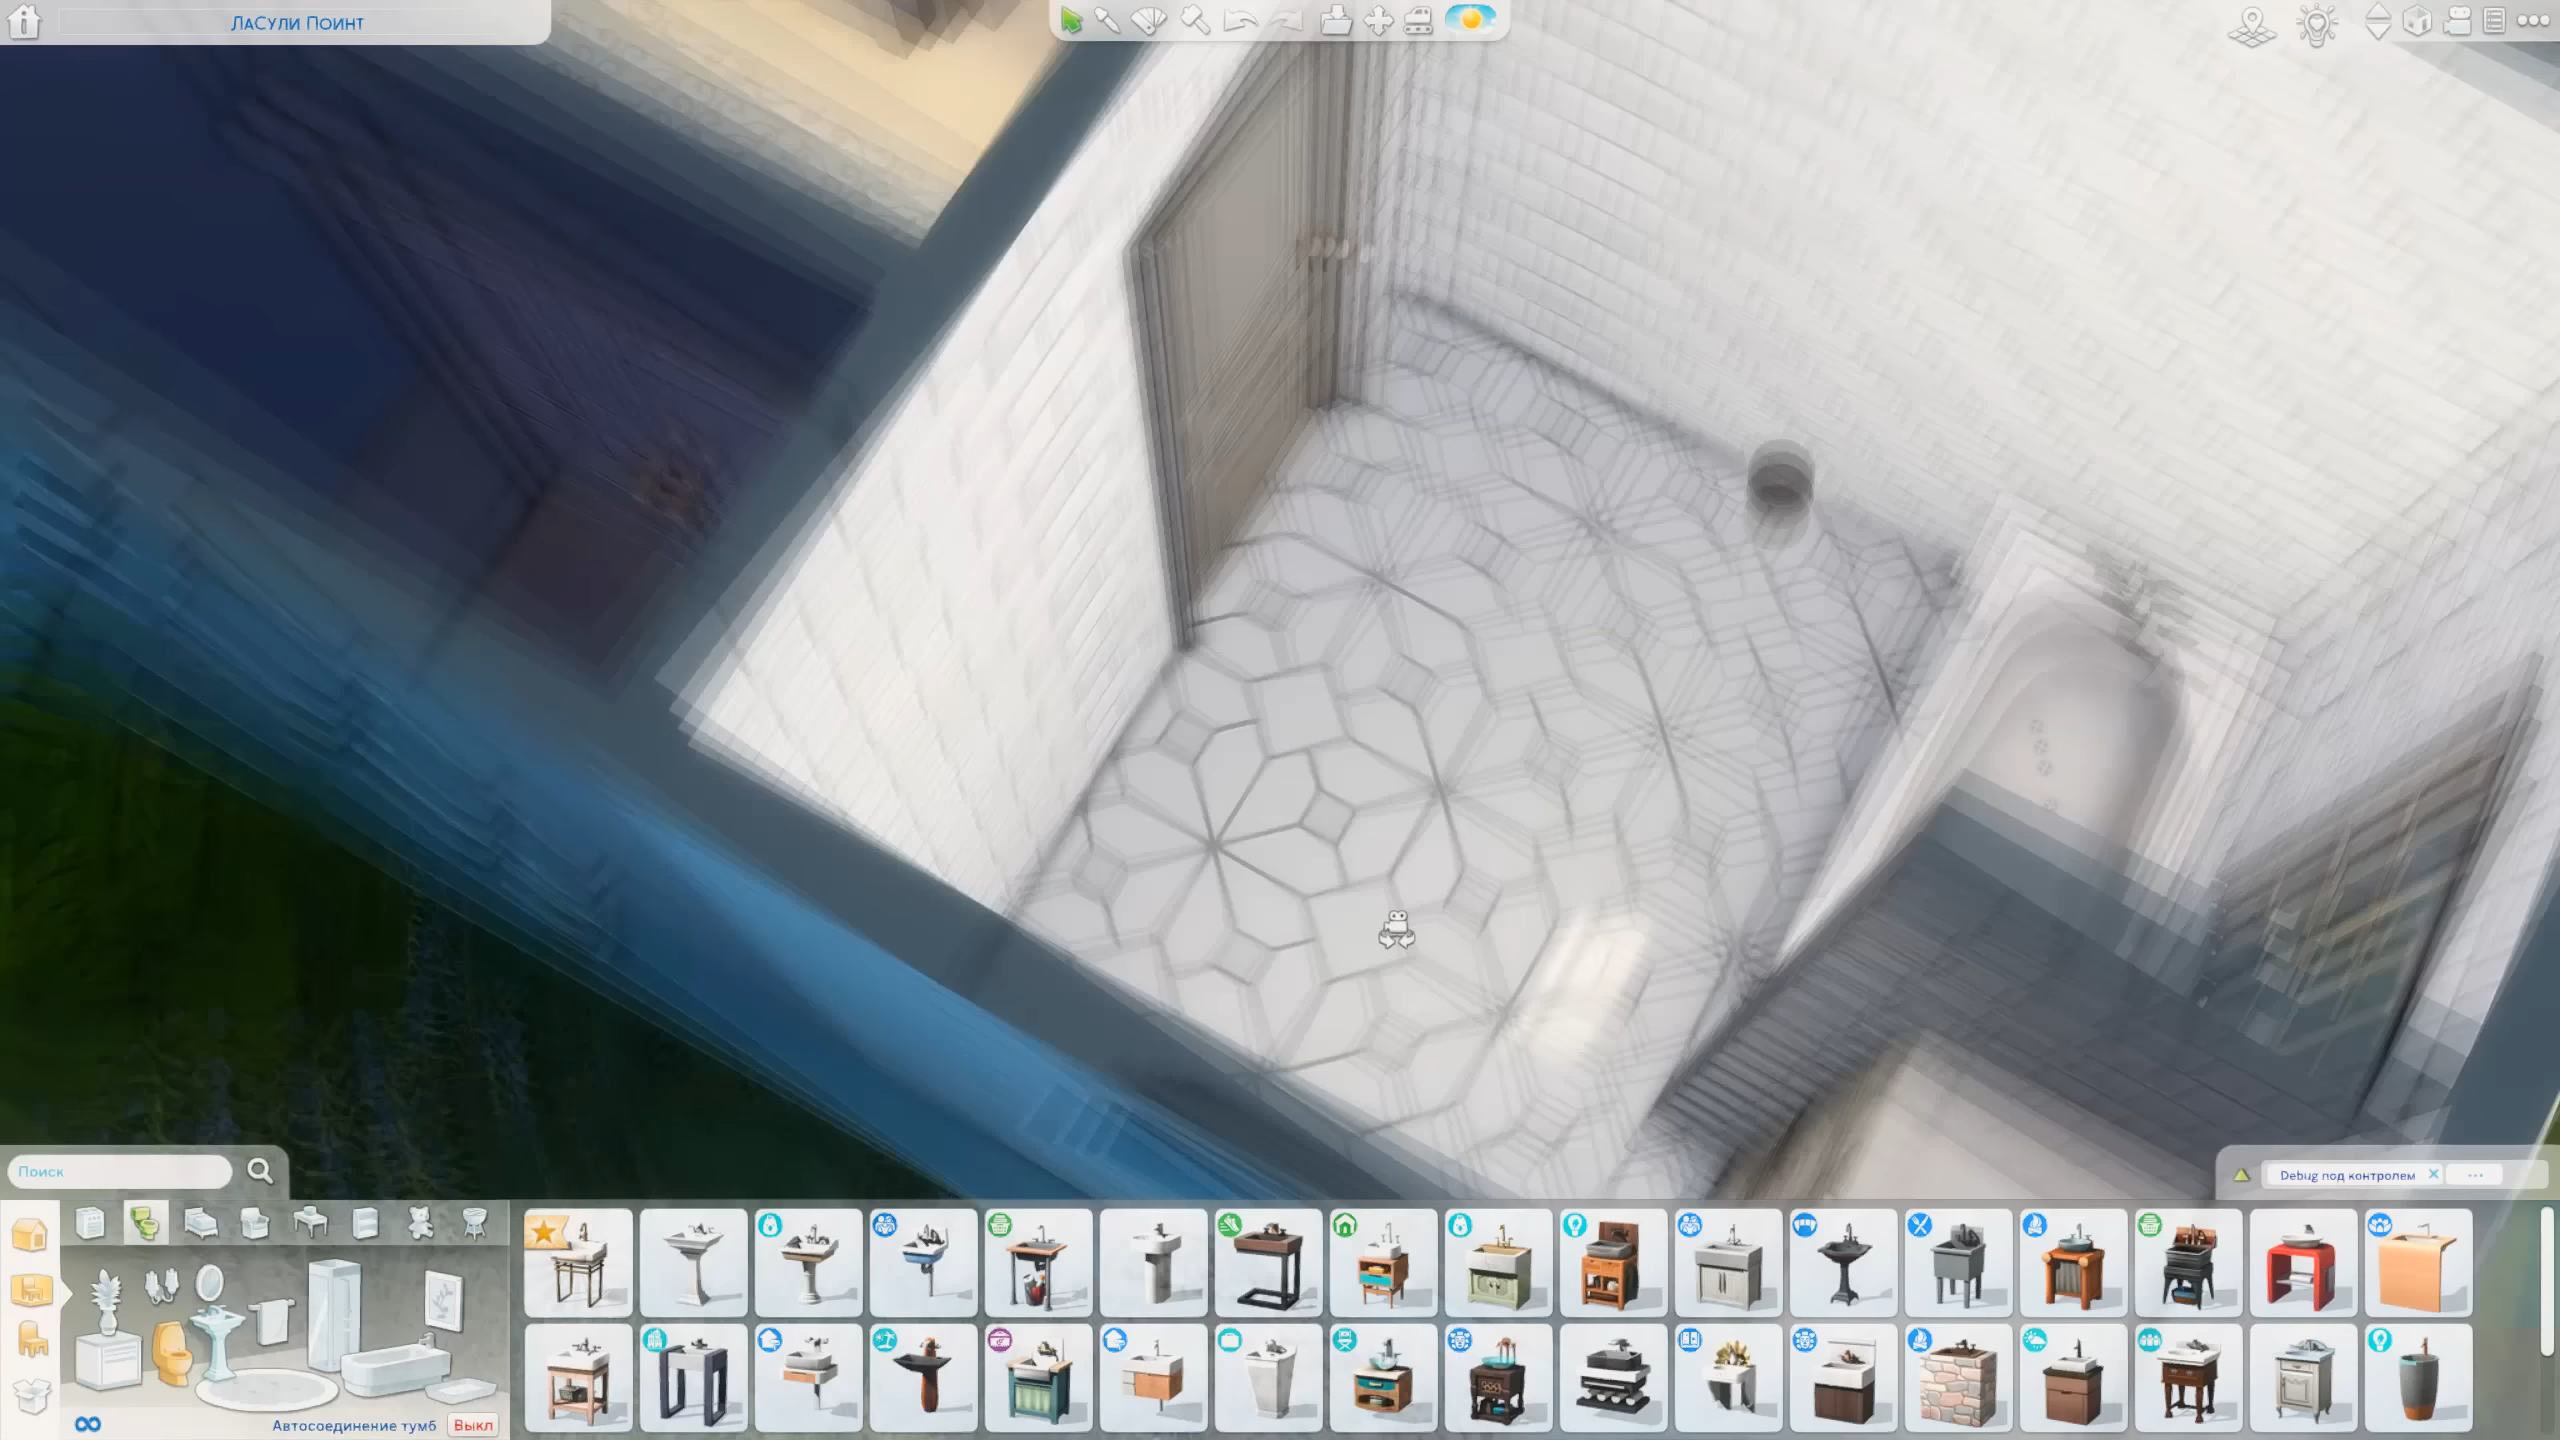 ЛаСули Поинт
Поиск
Debug под контролем
Автосоединение тумб
Выкл